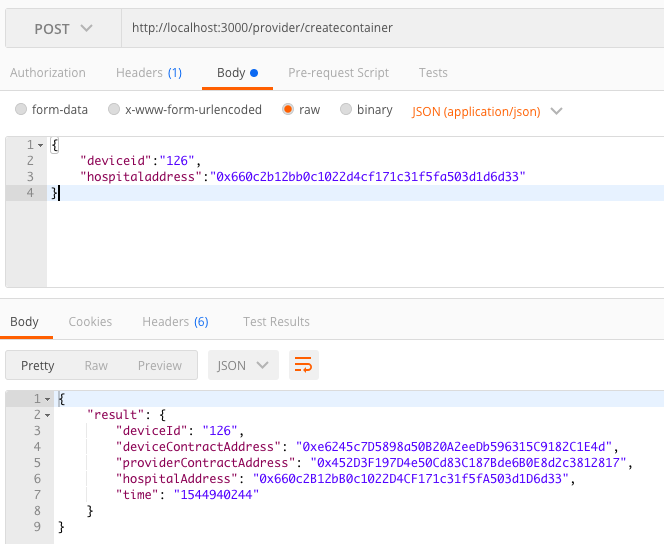 POST http://localhost:3000/provider/createcontainer
Authorization Headers (1) Body Pre-request Script Tests
form-data x-www-form-urlencoded raw binary JSON (application/json)
1 {
2 "deviceid":"126",
3 "hospitaladdress":"0x660c2b12bb0c1022d4cf171c31f5fa503d1d6d33"
4 }
Body Cookies Headers (6) Test Results
Pretty Raw Preview JSON
1 {
2 "result": {
3 "deviceId": "126",
4 "deviceContractAddress": "0xe6Z45c7D5898a50B20A2eeDb596315C9182C1E4d",
5 "providerContractAddress": "0x452D3F197D4e50Cd83C187Bde6B0E8d2c3812817",
6 "hospitalAddress": "0x660c2B12bB0c1022D4CF171c31f5fA503d1D6d33",
7 "time": "1544940244"
8 }
9 }